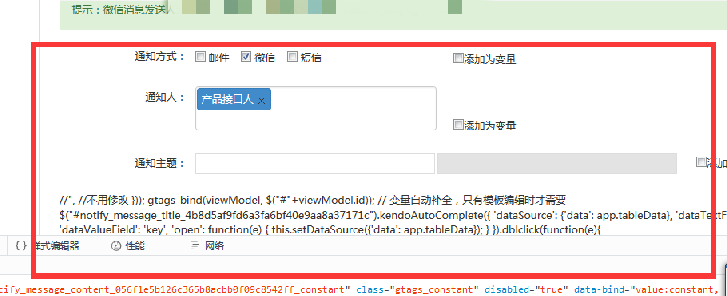 提示：微信消息发送人
通知方式： 邮件 微信 短信 添加为变量
通知人： 产品接口人 ×
添加为变量
通知主题： 添加
//", //不用修改 })); gtags-bind(viewModel, $("#"+viewModel.id)); // 变量自动补全，只有模板编辑时才需要
$("#notify_message_title_4b8d5af9fd6a3fa6bf40e9aa8a37171c").kendoAutoComplete({ 'dataSource': {'data': app.tableData}, 'dataTextF
'dataValueField': 'key', 'open': function(e) { this.setDataSource({'data': app.tableData}); } }).dblclick(function(e){
{} 样式编辑器 性能 网络
cify_message_content_056f1e5b126c365b8acbb0f09c8542ff_constant" class="gtags_constant" disabled="true" data-bind="value:constant,